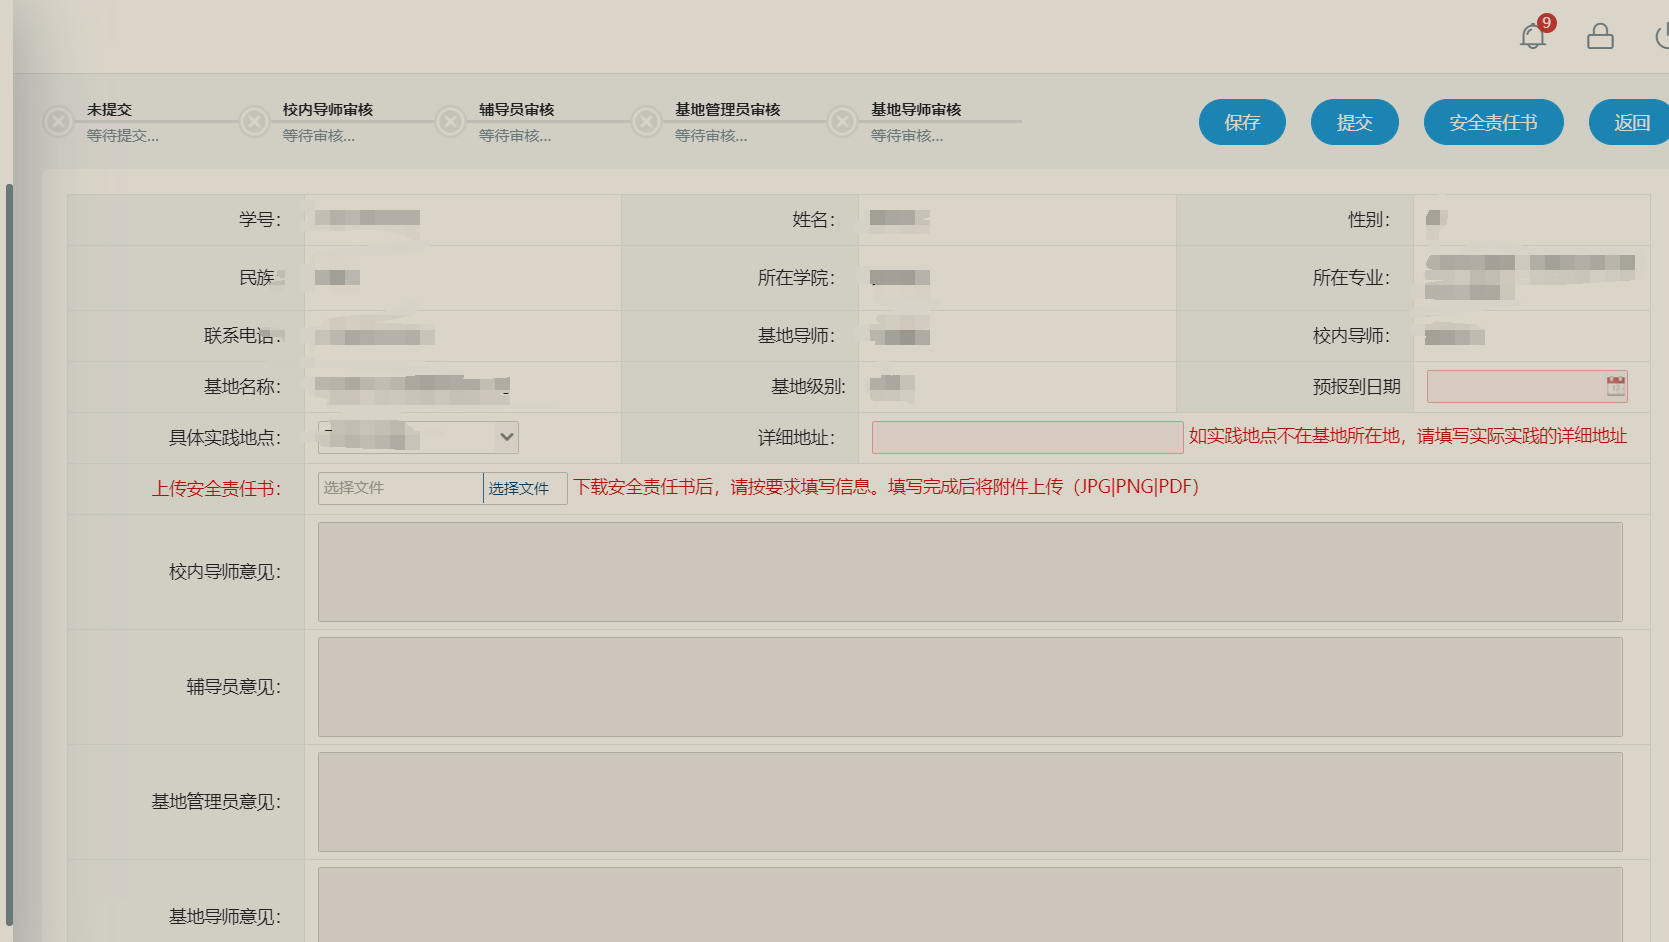 9
未提交
等待提交...
校内导师审核
等待审核...
辅导员审核
等待审核...
基地管理员审核
等待审核...
基地导师审核
等待审核...
保存
提交
安全责任书
返回
学号：
姓名：
性别：
民族
所在学院：
所在专业：
联系电话：
基地导师：
校内导师：
基地名称：
基地级别:
预报到日期
具体实践地点：
详细地址：
如实践地点不在基地所在地，请填写实际实践的详细地址
上传安全责任书：
选择文件
选择文件
下载安全责任书后，请按要求填写信息。填写完成后将附件上传（JPG|PNG|PDF）
校内导师意见：
辅导员意见：
基地管理员意见：
基地导师意见：